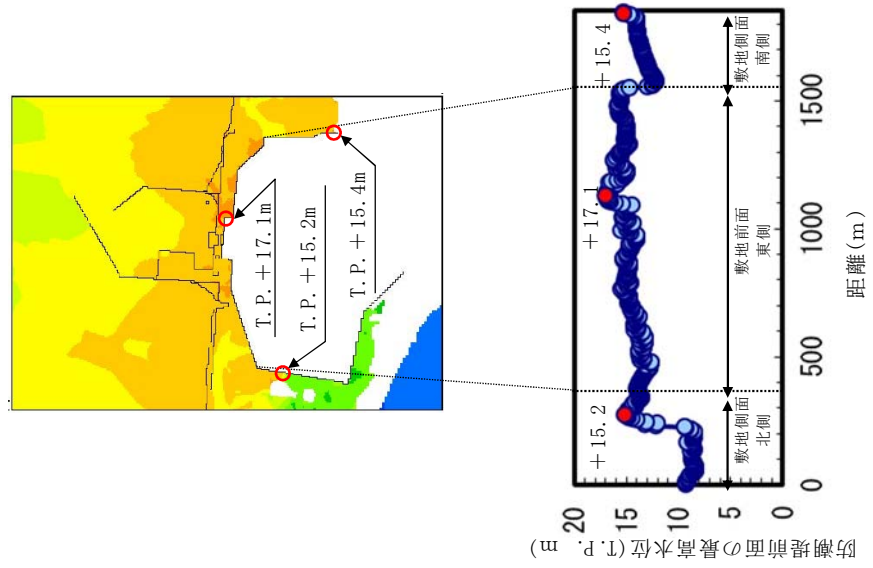 T.P.+17.1m
T.P.+15.2m
T.P.+15.4m
防潮堤前面の最高水位(T.P. m)
20
15
10
5
0
+15.2
+17.1
+15.4
敷地側面
北側
敷地前面
東側
敷地側面
南側
0
500
1000
1500
距離(m)